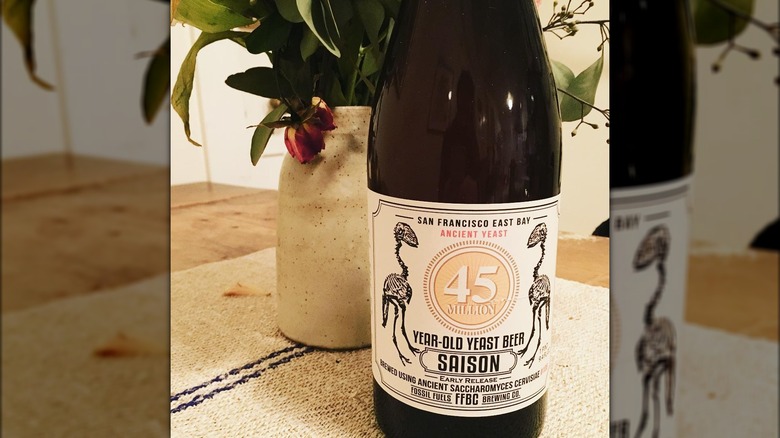 SAN FRANCISCO EAST BAY
ANCIENT YEAST
45
MILLION
YEAR-OLD YEAST BEER
SAISON
EARLY RELEASE
BREWED USING ANCIENT SACCHAROMYCES CERVISIAE
FOSSIL FUELS FFBC BREWING CO.
BAY